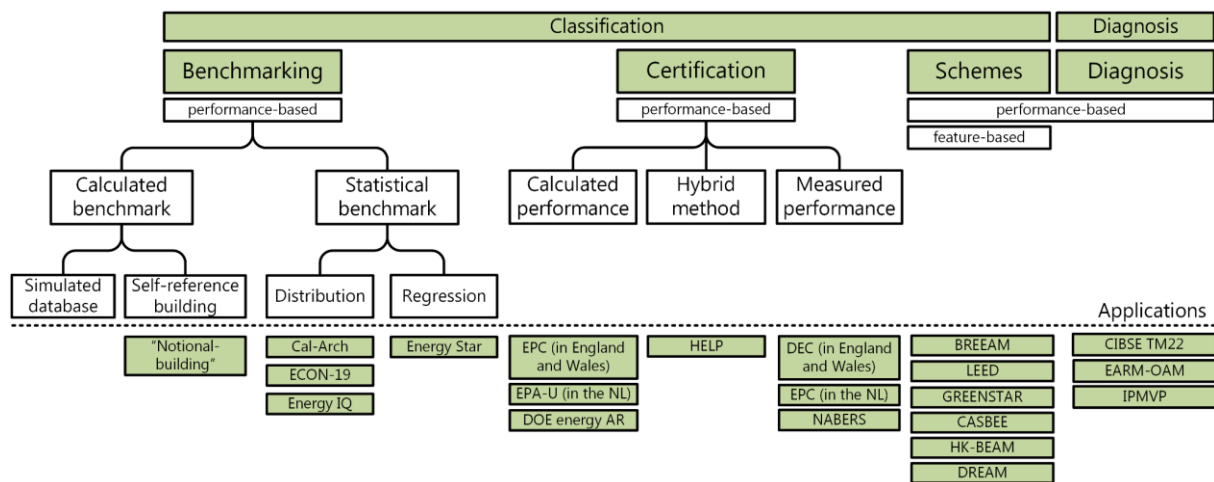 Classification
Diagnosis
Benchmarking
Certification
Schemes
Diagnosis
performance-based
performance-based
performance-based
feature-based
Calculated
benchmark
Statistical
benchmark
Calculated
performance
Hybrid
method
Measured
performance
Simulated
database
Self-reference
building
Distribution
Regression
Applications
"Notional-
building"
Cal-Arch
ECON-19
Energy IQ
Energy Star
EPC (in England
and Wales)
EPA-U (in the NL)
DOE energy AR
HELP
DEC (in England
and Wales)
EPC (in the NL)
NABERS
BREEAM
LEED
GREENSTAR
CASBEE
HK-BEAM
DREAM
CIBSE TM22
EARM-OAM
IPMVP